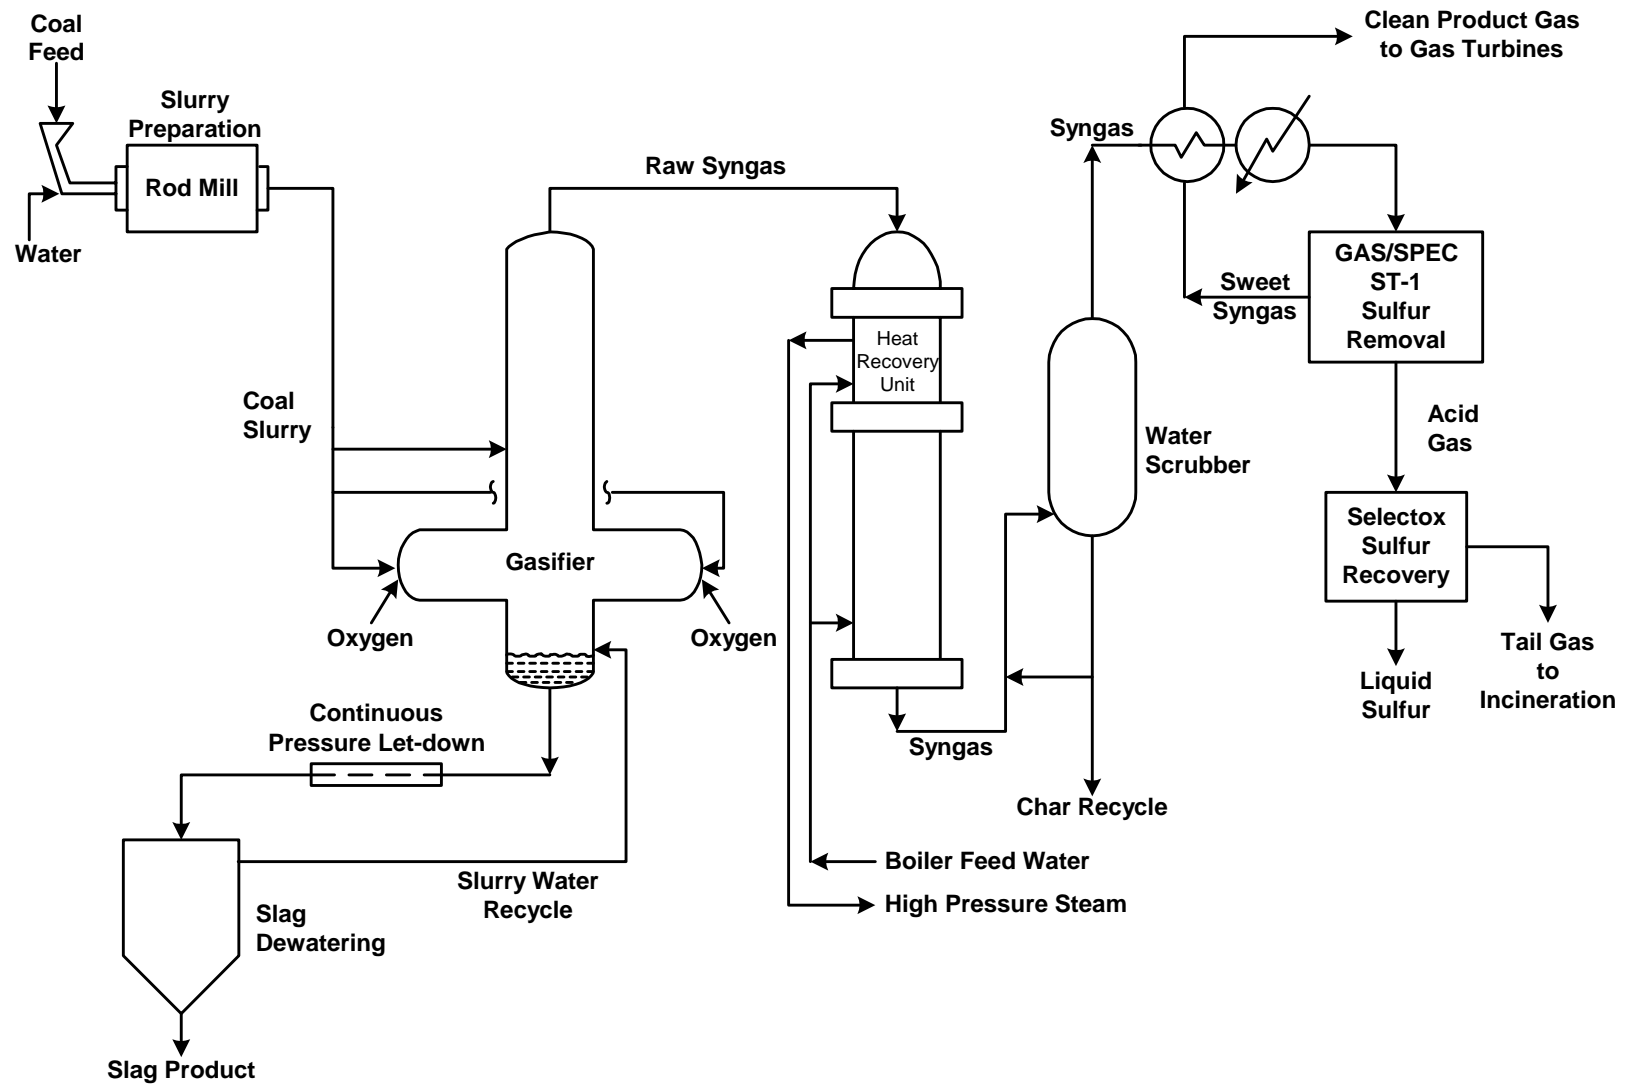 Coal
Feed
Slurry
Preparation
Rod Mill
Water
Coal
Slurry
Raw Syngas
Gasifier
Oxygen
Oxygen
Continuous
Pressure Let-down
Slurry Water
Recycle
Slag
Dewatering
Slag Product
Heat
Recovery
Unit
Syngas
Boiler Feed Water
High Pressure Steam
Water
Scrubber
Char Recycle
Syngas
Clean Product Gas
to Gas Turbines
Sweet
Syngas
GAS/SPEC
ST-1
Sulfur
Removal
Acid
Gas
Selectox
Sulfur
Recovery
Liquid
Sulfur
Tail Gas
to
Incineration